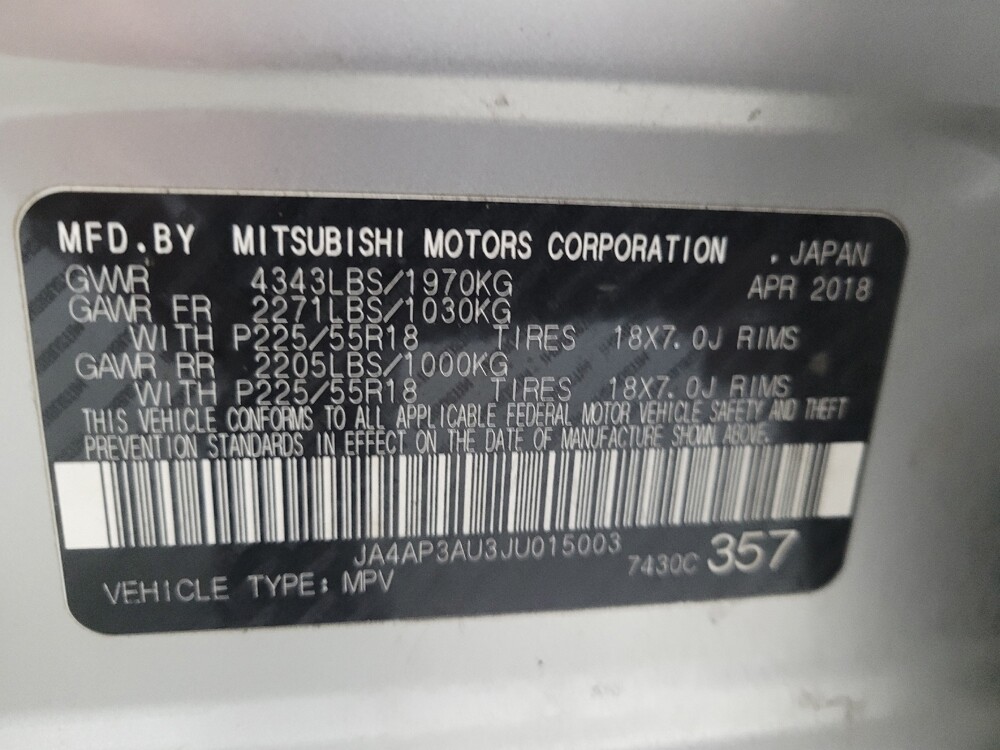 MFD.BY MITSUBISHI MOTORS CORPORATION .JAPAN
GVWR 4343LBS/1970KG APR 2018
GAWR FR 2271LBS/1030KG
WITH P225/55R18 TIRES 18X7.0J RIMS
GAWR RR 2205LBS/1000KG
WITH P225/55R18 TIRES 18X7.0J RIMS
THIS VEHICLE CONFORMS TO ALL APPLICABLE FEDERAL MOTOR VEHICLE SAFETY AND THEFT
PREVENTION STANDARDS IN EFFECT ON THE DATE OF MANUFACTURE SHOWN ABOVE.
JA4AP3AU3JU015003
VEHICLE TYPE: MPV 7430C 357